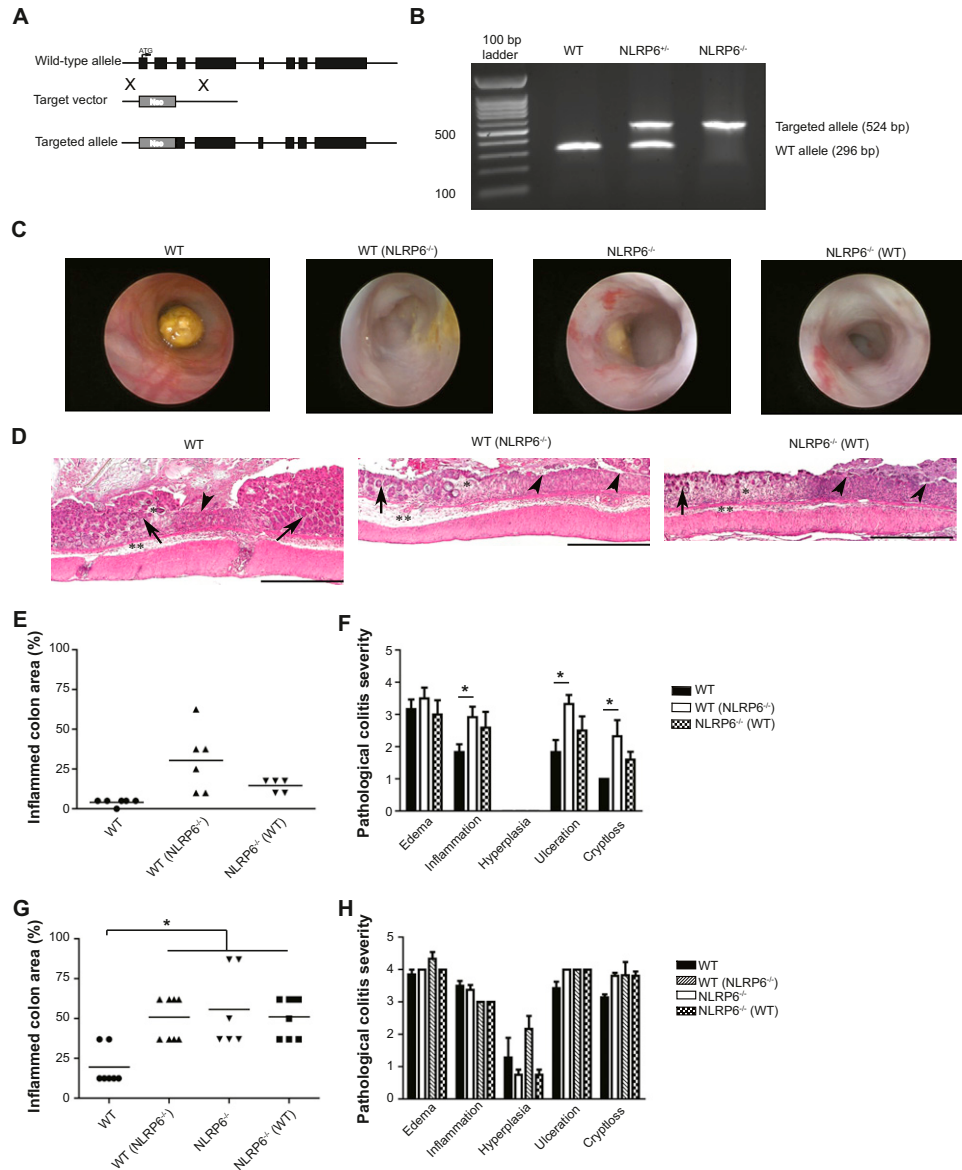 A
ATG
Wild-type allele
X X
Target vector
Neo
Targeted allele
Neo
B
100 bp
ladder
WT
NLRP6+/-
NLRP6-/-
500
100
Targeted allele (524 bp)
WT allele (296 bp)
C
WT
WT (NLRP6-/-)
NLRP6-/-
NLRP6-/- (WT)
D
WT
WT (NLRP6-/-)
NLRP6-/- (WT)
*
**
*
**
*
**
E
Inflammed colon area (%)
100
75
50
25
0
WT
WT (NLRP6-/-)
NLRP6-/- (WT)
F
Pathological colitis severity
5
4
3
2
1
0
*
*
*
Edema
Inflammation
Hyperplasia
Ulceration
Cryptloss
WT
WT (NLRP6-/-)
NLRP6-/- (WT)
G
Inflammed colon area (%)
100
75
50
25
0
*
WT
WT (NLRP6-/-)
NLRP6-/-
NLRP6-/- (WT)
H
Pathological colitis severity
5
4
3
2
1
0
Edema
Inflammation
Hyperplasia
Ulceration
Cryptloss
WT
WT (NLRP6-/-)
NLRP6-/-
NLRP6-/- (WT)